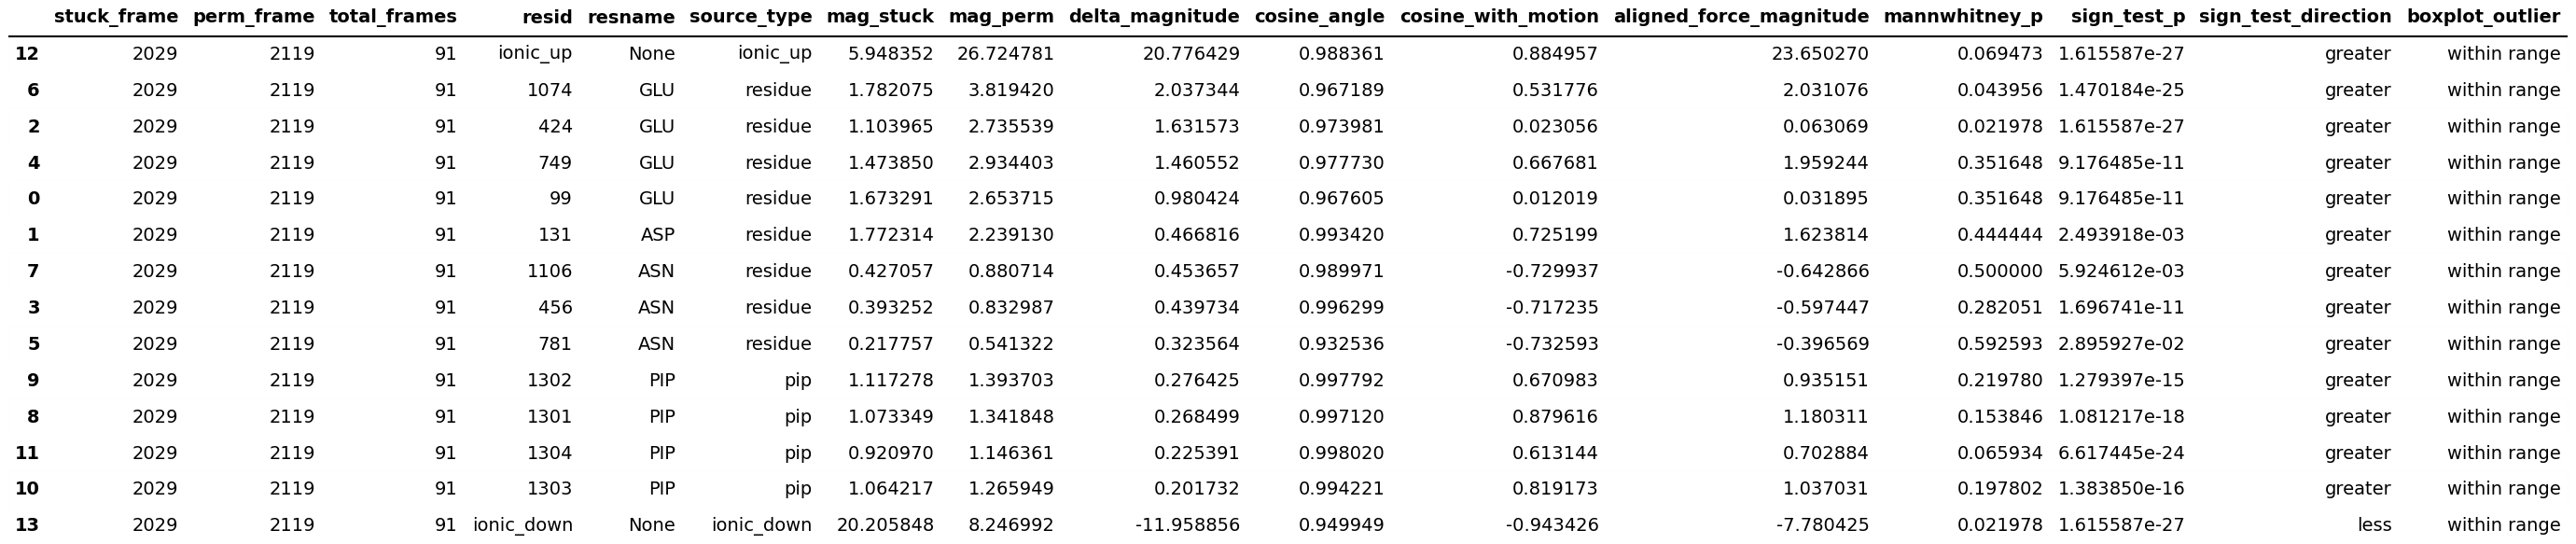 stuck_frame perm_frame total_frames resid resname source_type mag_stuck mag_perm delta_magnitude cosine_angle cosine_with_motion aligned_force_magnitude mannwhitney_p sign_test_p sign_test_direction boxplot_outlier
12 2029 2119 91 ionic_up None ionic_up 5.948352 26.724781 20.776429 0.988361 0.884957 23.650270 0.069473 1.615587e-27 greater within range
6 2029 2119 91 1074 GLU residue 1.782075 3.819420 2.037344 0.967189 0.531776 2.031076 0.043956 1.470184e-25 greater within range
2 2029 2119 91 424 GLU residue 1.103965 2.735539 1.631573 0.973981 0.023056 0.063069 0.021978 1.615587e-27 greater within range
4 2029 2119 91 749 GLU residue 1.473850 2.934403 1.460552 0.977730 0.667681 1.959244 0.351648 9.176485e-11 greater within range
0 2029 2119 91 99 GLU residue 1.673291 2.653715 0.980424 0.967605 0.012019 0.031895 0.351648 9.176485e-11 greater within range
1 2029 2119 91 131 ASP residue 1.772314 2.239130 0.466816 0.993420 0.725199 1.623814 0.444444 2.493918e-03 greater within range
7 2029 2119 91 1106 ASN residue 0.427057 0.880714 0.453657 0.989971 -0.729937 -0.642866 0.500000 5.924612e-03 greater within range
3 2029 2119 91 456 ASN residue 0.393252 0.832987 0.439734 0.996299 -0.717235 -0.597447 0.282051 1.696741e-11 greater within range
5 2029 2119 91 781 ASN residue 0.217757 0.541322 0.323564 0.932536 -0.732593 -0.396569 0.592593 2.895927e-02 greater within range
9 2029 2119 91 1302 PIP pip 1.117278 1.393703 0.276425 0.997792 0.670983 0.935151 0.219780 1.279397e-15 greater within range
8 2029 2119 91 1301 PIP pip 1.073349 1.341848 0.268499 0.997120 0.879616 1.180311 0.153846 1.081217e-18 greater within range
11 2029 2119 91 1304 PIP pip 0.920970 1.146361 0.225391 0.998020 0.613144 0.702884 0.065934 6.617445e-24 greater within range
10 2029 2119 91 1303 PIP pip 1.064217 1.265949 0.201732 0.994221 0.819173 1.037031 0.197802 1.383850e-16 greater within range
13 2029 2119 91 ionic_down None ionic_down 20.205848 8.246992 -11.958856 0.949949 -0.943426 -7.780425 0.021978 1.615587e-27 less within range